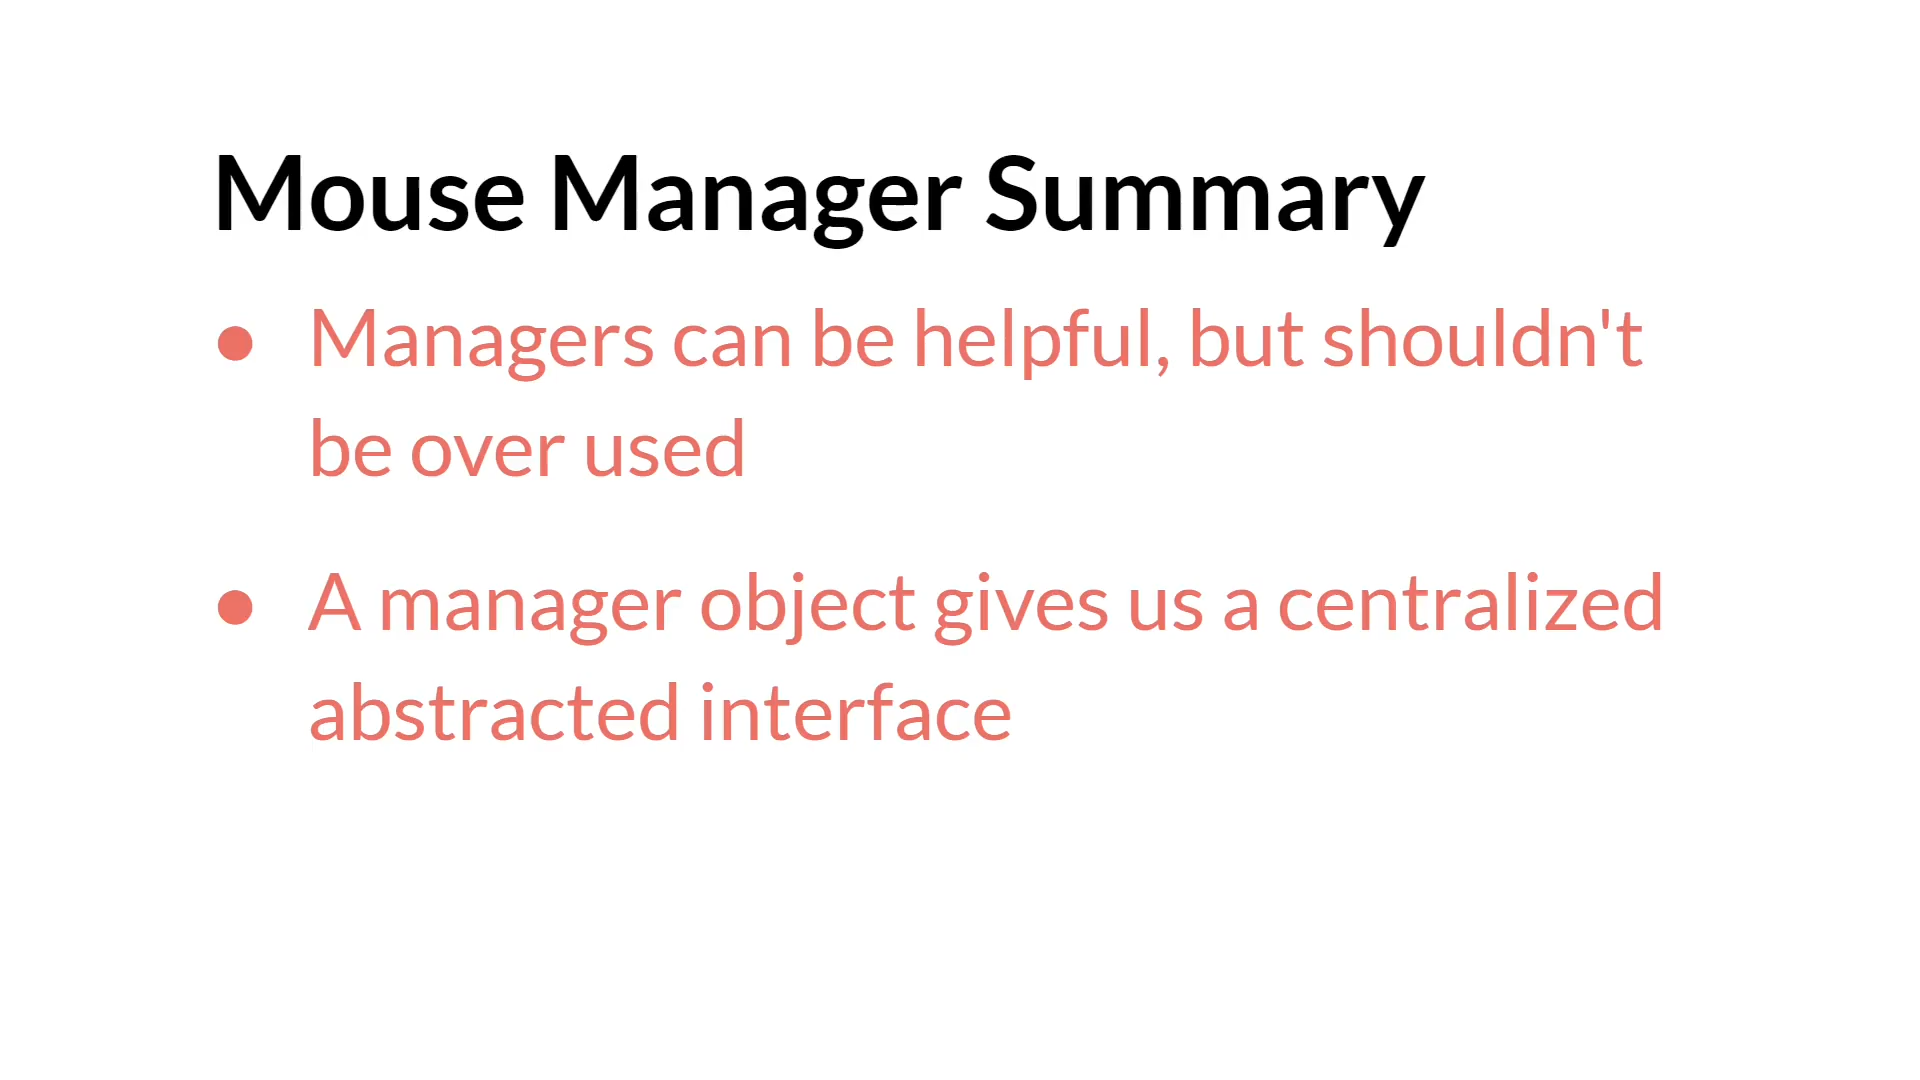 Mouse Manager Summary
● Managers can be helpful, but shouldn't
be over used
● A manager object gives us a centralized
abstracted interface